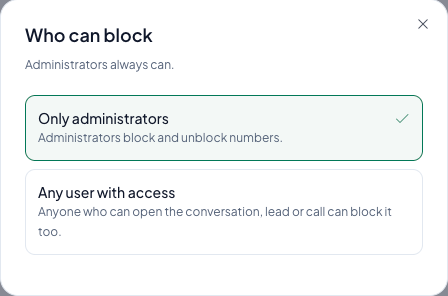 Who can block
Administrators always can.
Only administrators
Administrators block and unblock numbers.
Any user with access
Anyone who can open the conversation, lead or call can block it
too.